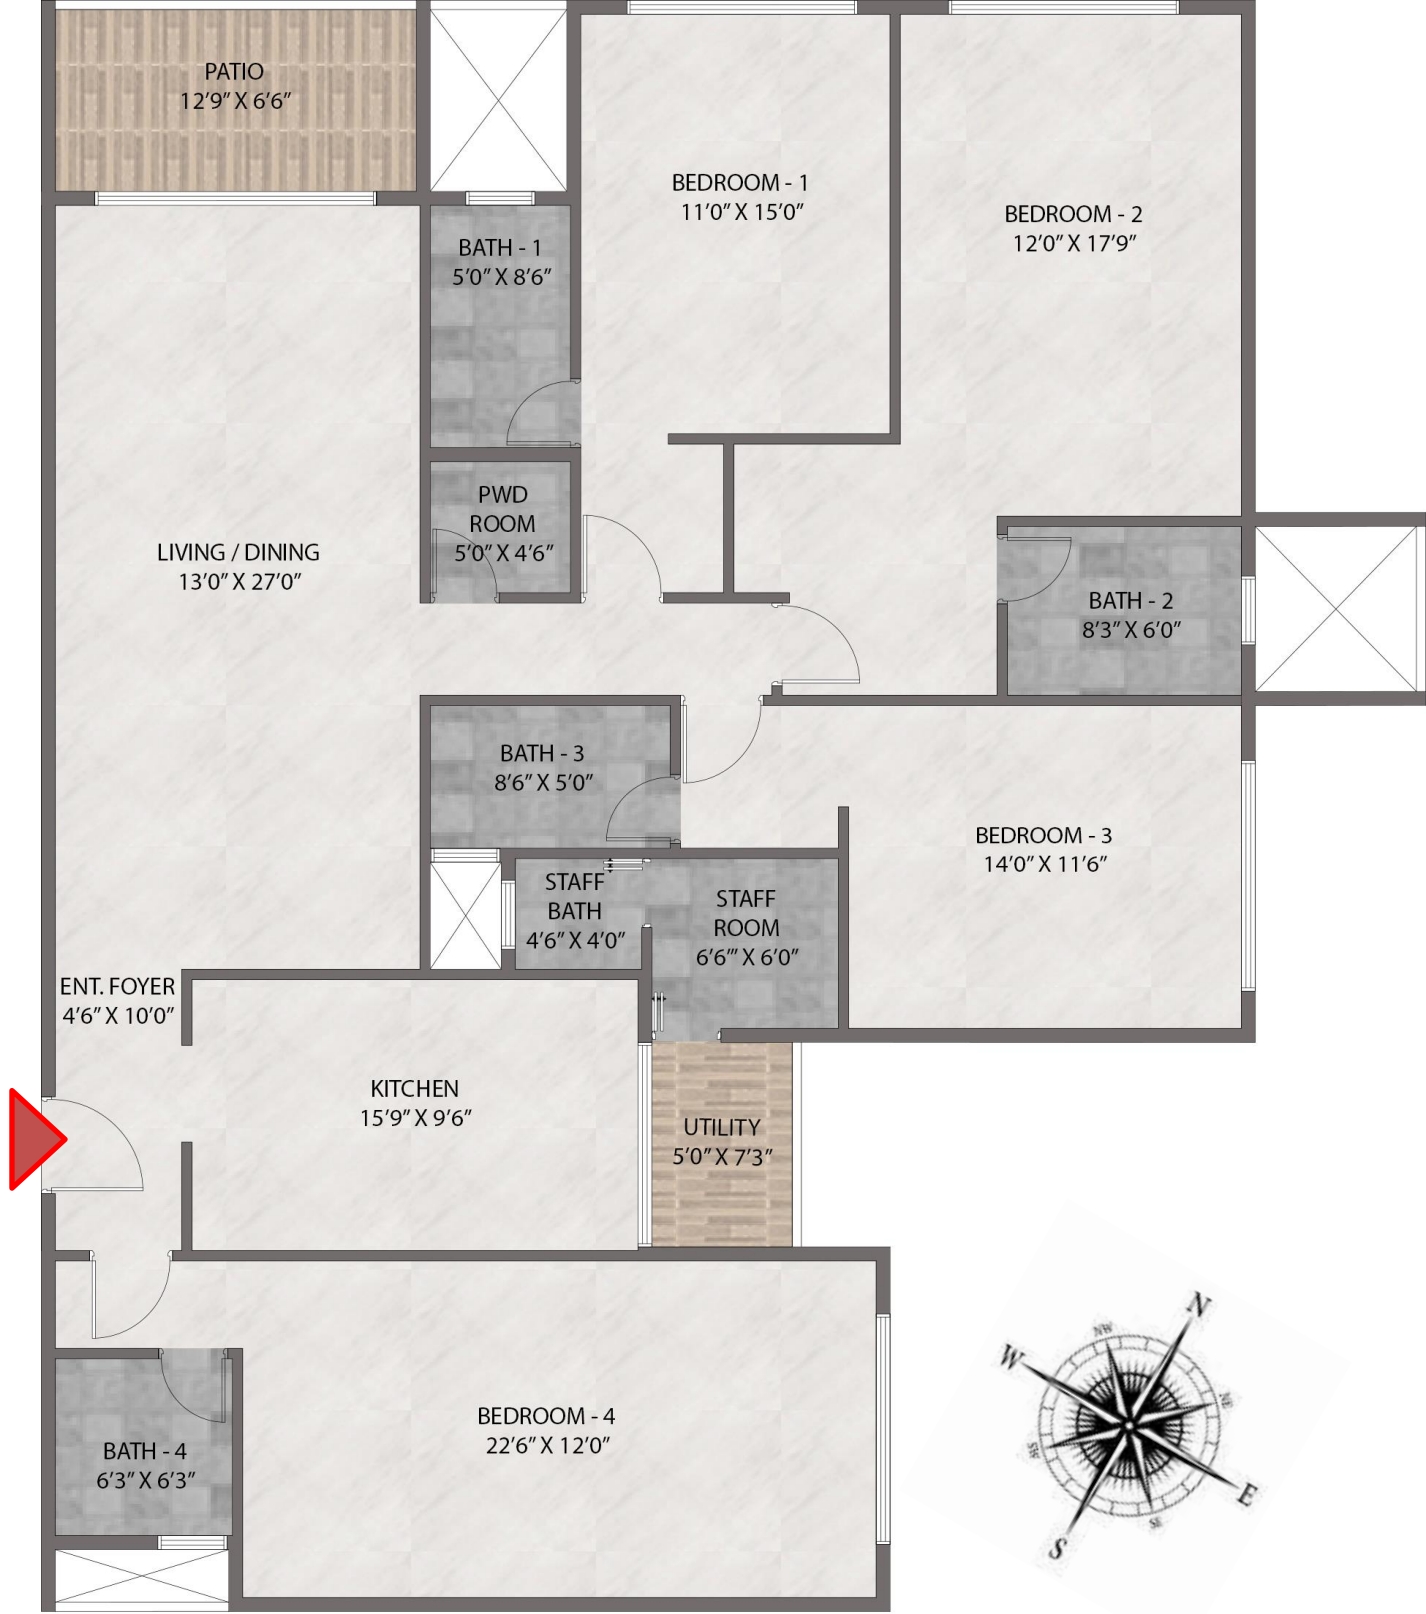 PATIO
12'9" X 6'6"
BEDROOM - 1
11'0" X 15'0"
BEDROOM - 2
12'0" X 17'9"
BATH - 1
5'0" X 8'6"
PWD
ROOM
5'0" X 4'6"
LIVING / DINING
13'0" X 27'0"
BATH - 2
8'3" X 6'0"
BATH - 3
8'6" X 5'0"
BEDROOM - 3
14'0" X 11'6"
STAFF
BATH
4'6" X 4'0"
STAFF
ROOM
6'6'" X 6'0"
ENT. FOYER
4'6" X 10'0"
KITCHEN
15'9" X 9'6"
UTILITY
5'0" X 7'3"
BEDROOM - 4
22'6" X 12'0"
BATH - 4
6'3" X 6'3"
N
NW
W
NE
SW
E
SE
S